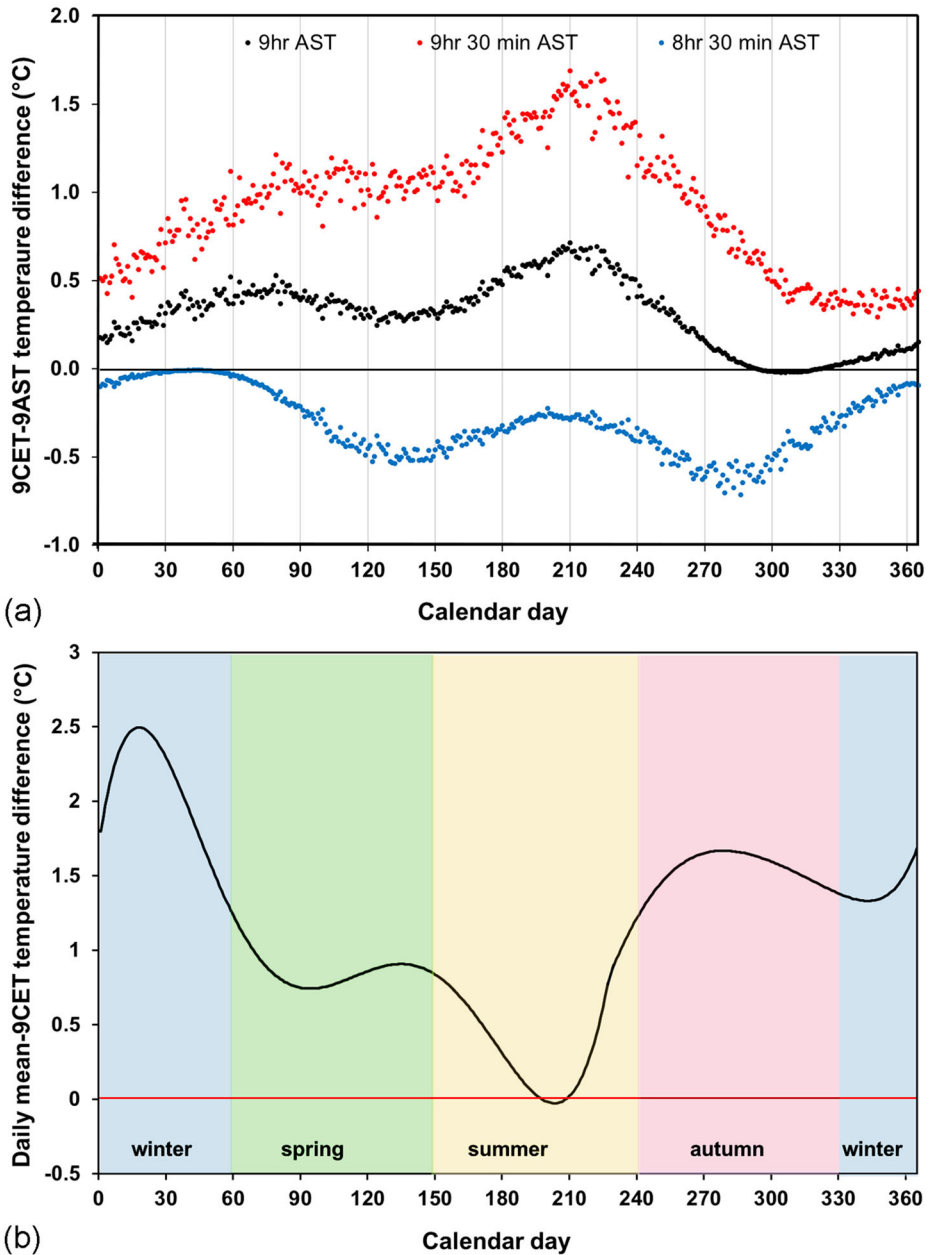 2.0
9hr AST 9hr 30 min AST 8hr 30 min AST
1.5
1.0
0.5
0.0
-0.5
-1.0
9CET-9AST temperaure difference (°C)
0 30 60 90 120 150 180 210 240 270 300 330 360
(a)
Calendar day
3
2.5
2
1.5
1
0.5
0
-0.5
Daily mean-9CET temperature difference (°C)
winter spring summer autumn winter
0 30 60 90 120 150 180 210 240 270 300 330 360
(b)
Calendar day